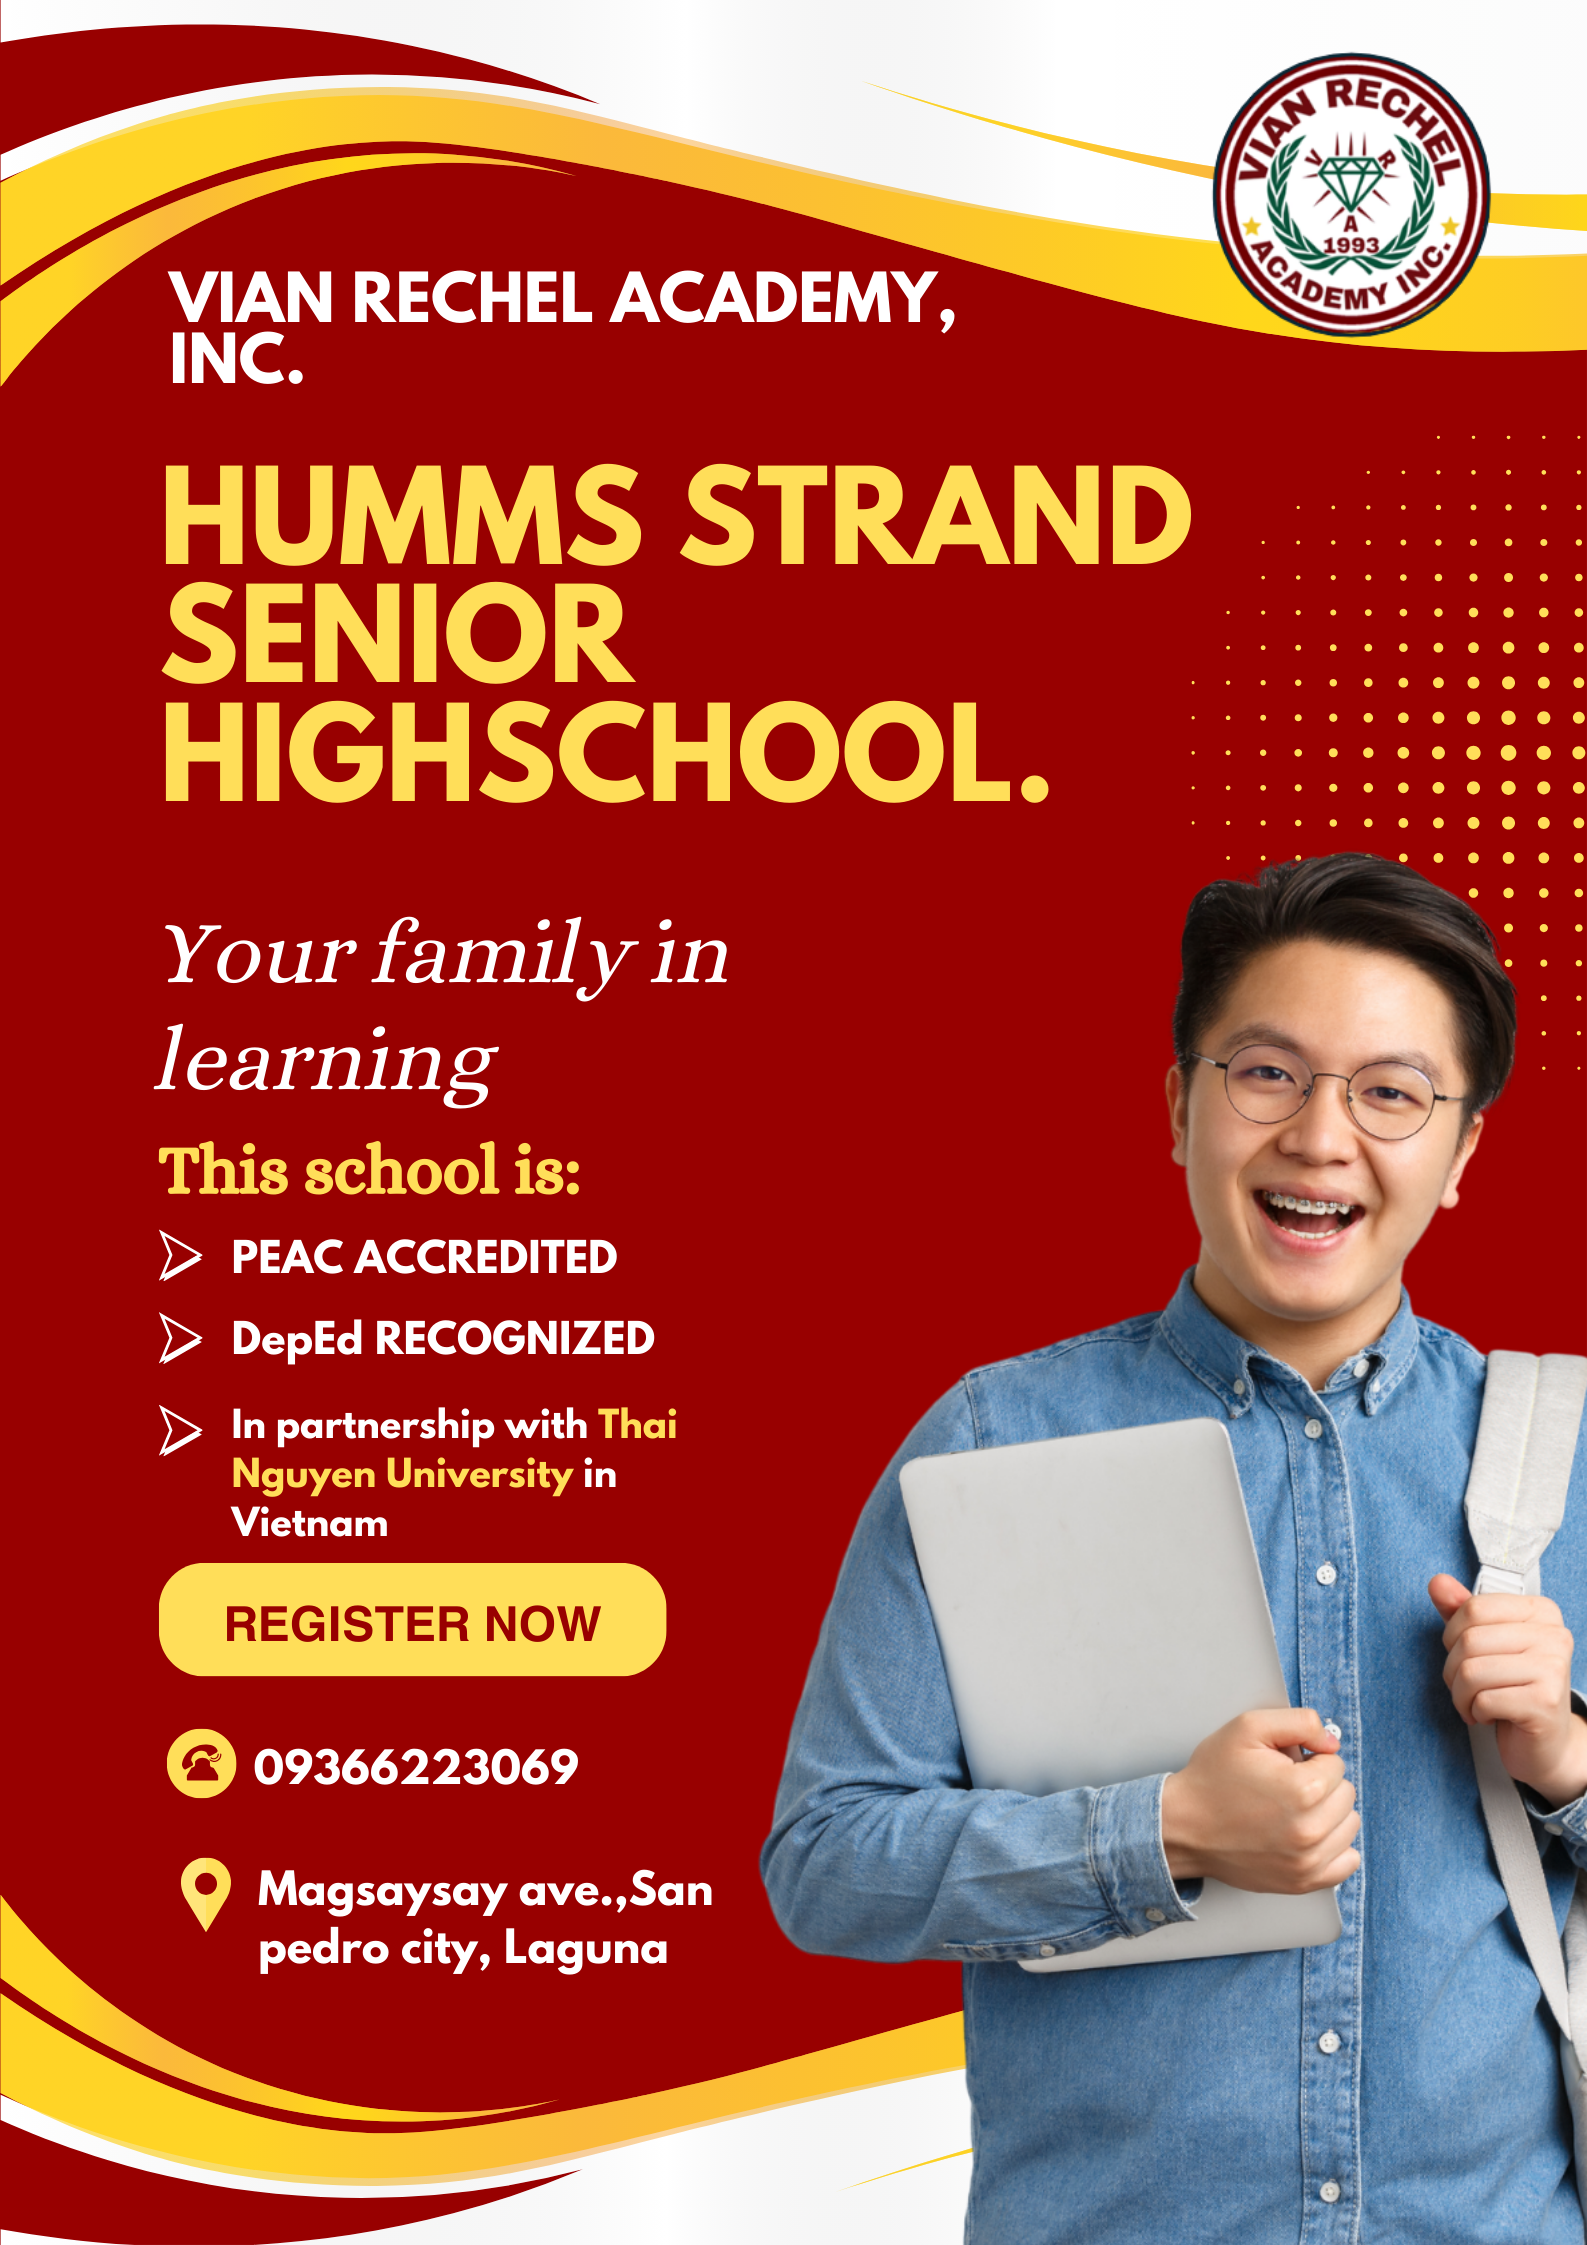 VIAN RECHEL
V R
A
1993
ACADEMY INC.
VIAN RECHEL ACADEMY,
INC.
HUMMS STRAND
SENIOR
HIGHSCHOOL.
Your family in
learning
This school is:
PEAC ACCREDITED
DepEd RECOGNIZED
In partnership with Thai
Nguyen University in
Vietnam
REGISTER NOW
09366223069
Magsaysay ave.,San
pedro city, Laguna